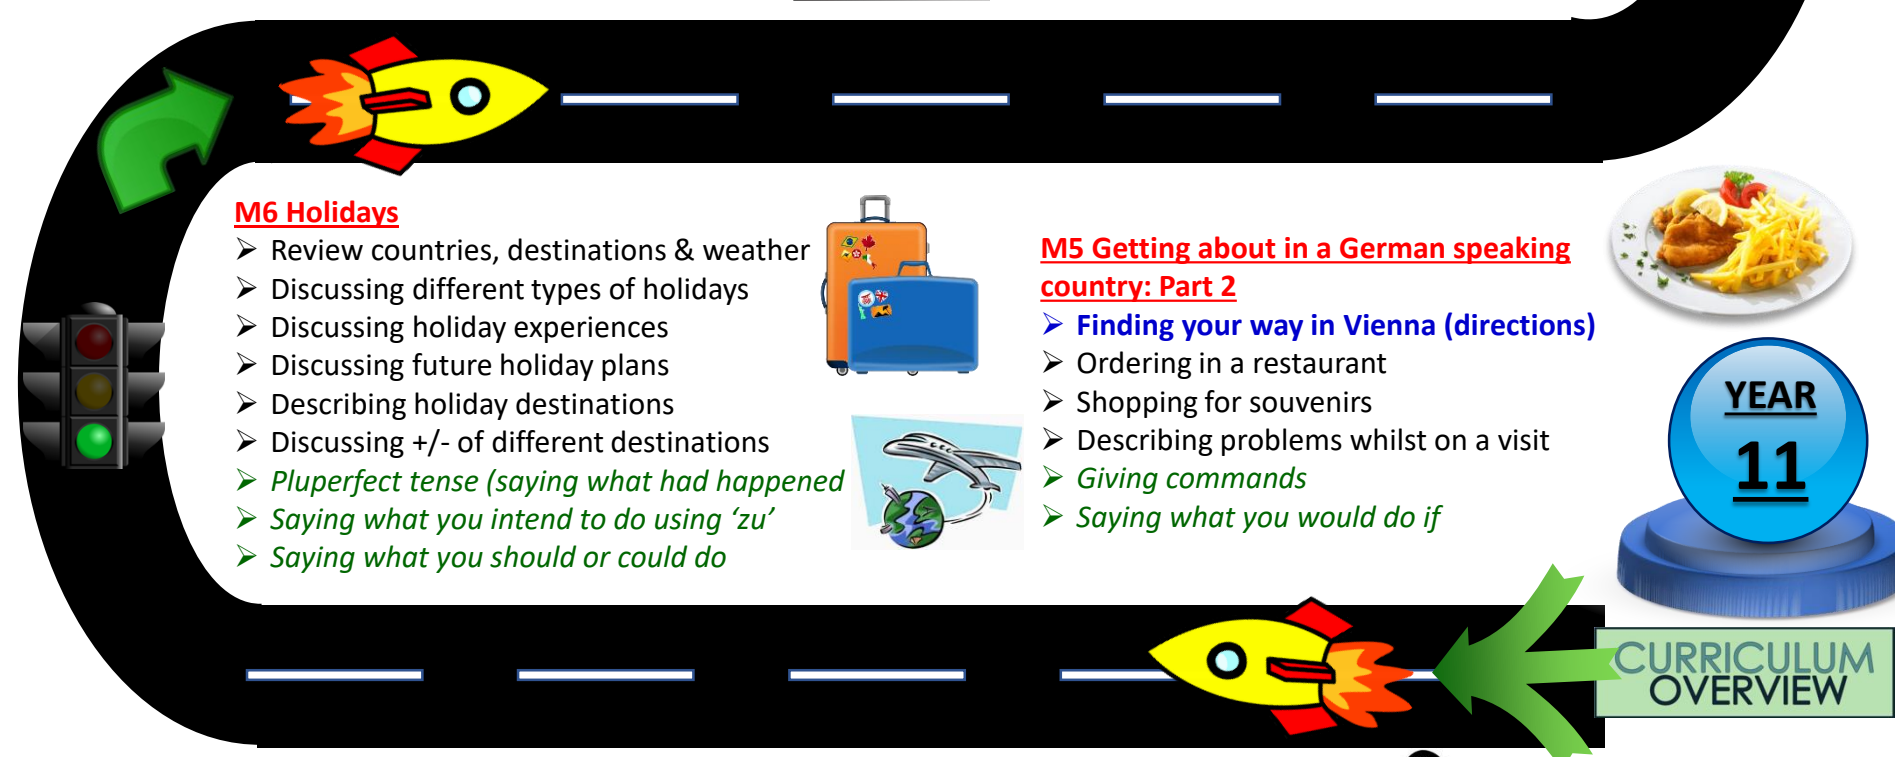 M6 Holidays
➢ Review countries, destinations & weather
➢ Discussing different types of holidays
➢ Discussing holiday experiences
➢ Discussing future holiday plans
➢ Describing holiday destinations
➢ Discussing +/- of different destinations
➢ Pluperfect tense (saying what had happened
➢ Saying what you intend to do using ‘zu’
➢ Saying what you should or could do
M5 Getting about in a German speaking
country: Part 2
➢ Finding your way in Vienna (directions)
➢ Ordering in a restaurant
➢ Shopping for souvenirs
➢ Describing problems whilst on a visit
➢ Giving commands
➢ Saying what you would do if
YEAR
11
CURRICULUM
OVERVIEW